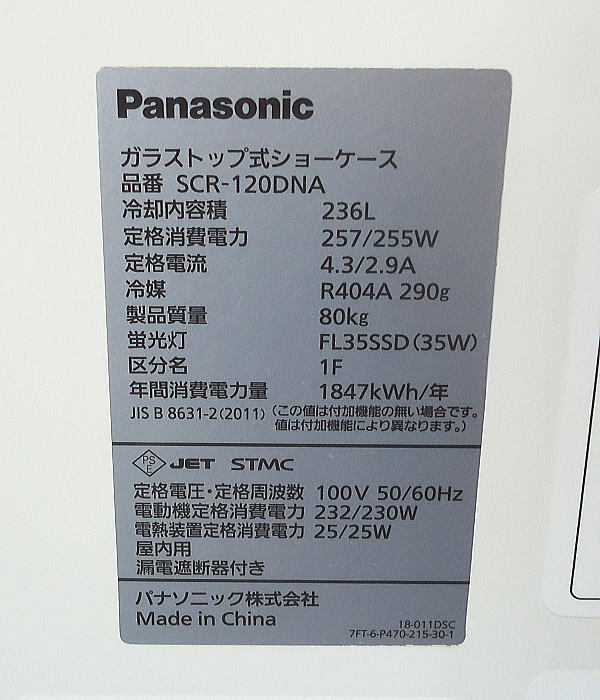 Panasonic
ガラストップ式ショーケース
品番 SCR-120DNA
冷却内容積 236L
定格消費電力 257/255W
定格電流 4.3/2.9A
冷媒 R404A 290g
製品質量 80kg
蛍光灯 FL35SSD(35W)
区分名 1F
年間消費電力量 1847kWh/年
JIS B 8631-2(2011) (この値は付加機能の無い場合です。
値は付加機能により異なります。)
PS E JET STMC
定格電圧・定格周波数 100V 50/60Hz
電動機定格消費電力 232/230W
電熱装置定格消費電力 25/25W
屋内用
漏電遮断器付き
パナソニック株式会社
Made in China
18-011DSC
7FT-6-P470-215-30-1